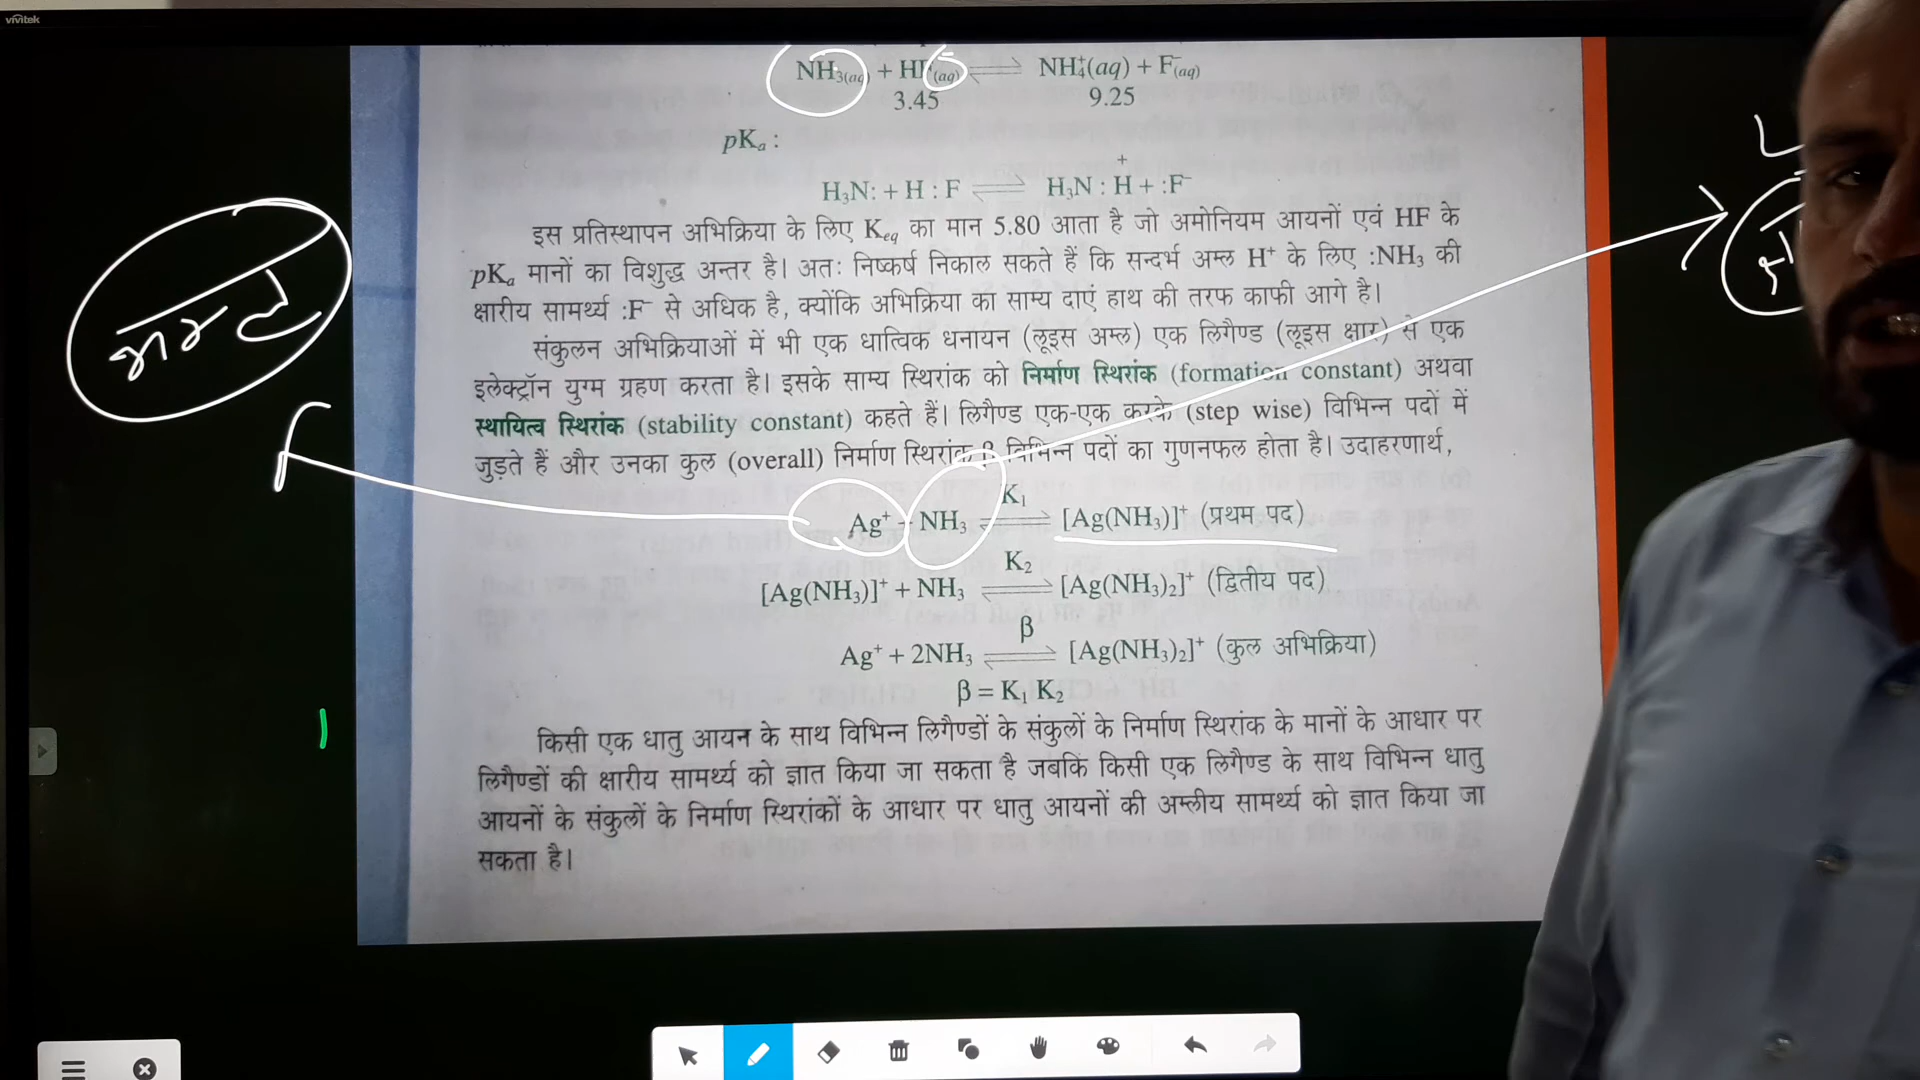 vivitek
NH₃(aq) + HF(aq) ⇌ NH₄⁺(aq) + F⁻(aq)
3.45 9.25
pKₐ :
+
H₃N: + H : F ⇌ H₃N : H + :F⁻
इस प्रतिस्थापन अभिक्रिया के लिए Keq का मान 5.80 आता है जो अमोनियम आयनों एवं HF के
pKₐ मानों का विशुद्ध अन्तर है। अतः निष्कर्ष निकाल सकते हैं कि सन्दर्भ अम्ल H⁺ के लिए :NH₃ की
क्षारीय सामर्थ्य :F⁻ से अधिक है, क्योंकि अभिक्रिया का साम्य दाएं हाथ की तरफ काफी आगे है।
संकुलन अभिक्रियाओं में भी एक धात्विक धनायन (लूइस अम्ल) एक लिगैण्ड (लूइस क्षार) से एक
इलेक्ट्रॉन युग्म ग्रहण करता है। इसके साम्य स्थिरांक को निर्माण स्थिरांक (formation constant) अथवा
स्थायित्व स्थिरांक (stability constant) कहते हैं। लिगैण्ड एक-एक करके (step wise) विभिन्न पदों में
जुड़ते हैं और उनका कुल (overall) निर्माण स्थिरांक β विभिन्न पदों का गुणनफल होता है। उदाहरणार्थ,
K₁
Ag⁺ + NH₃ ⇌ [Ag(NH₃)]⁺ (प्रथम पद)
K₂
[Ag(NH₃)]⁺ + NH₃ ⇌ [Ag(NH₃)₂]⁺ (द्वितीय पद)
β
Ag⁺ + 2NH₃ ⇌ [Ag(NH₃)₂]⁺ (कुल अभिक्रिया)
β = K₁ K₂
किसी एक धातु आयन के साथ विभिन्न लिगैण्डों के संकुलों के निर्माण स्थिरांक के मानों के आधार पर
लिगैण्डों की क्षारीय सामर्थ्य को ज्ञात किया जा सकता है जबकि किसी एक लिगैण्ड के साथ विभिन्न धातु
आयनों के संकुलों के निर्माण स्थिरांकों के आधार पर धातु आयनों की अम्लीय सामर्थ्य को ज्ञात किया जा
सकता है।